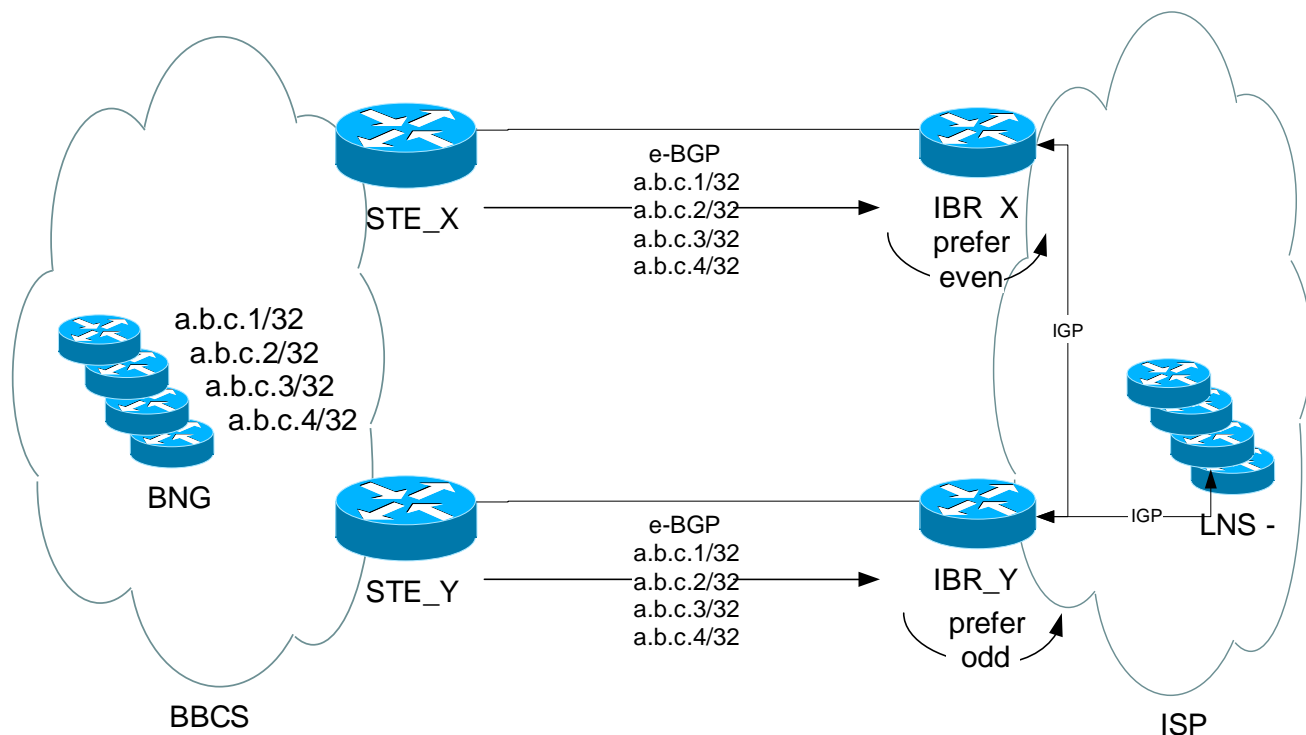 e-BGP
a.b.c.1/32
a.b.c.2/32
a.b.c.3/32
a.b.c.4/32
STE_X
IBR_X
prefer
even
IGP
a.b.c.1/32
a.b.c.2/32
a.b.c.3/32
a.b.c.4/32
BNG
e-BGP
a.b.c.1/32
a.b.c.2/32
a.b.c.3/32
a.b.c.4/32
STE_Y
IBR_Y
prefer
odd
IGP
LNS -
BBCS
ISP